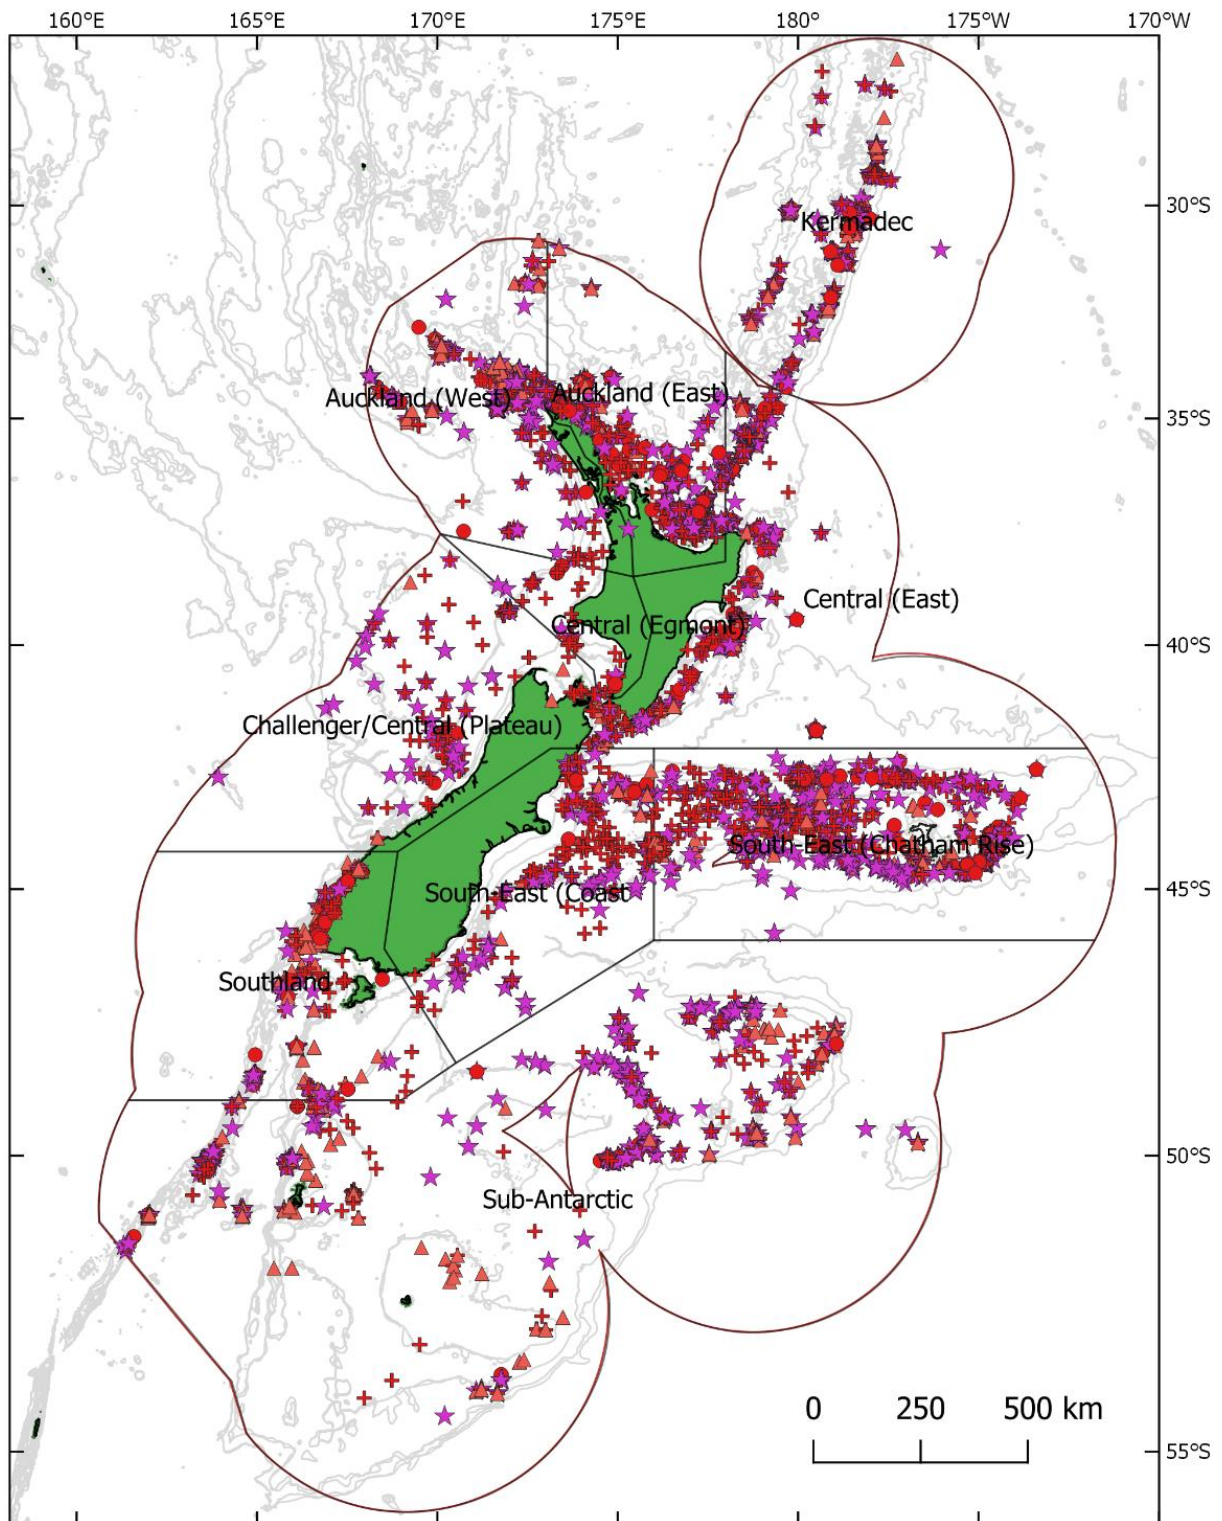 160°E 165°E 170°E 175°E 180° 175°W 170°W
30°S
Kermadec
Auckland (West)
Auckland (East)
35°S
Central (East)
Central (Egmont)
40°S
Challenger/Central (Plateau)
South-East (Chatham Rise)
South-East (Coast
45°S
Southland
50°S
Sub-Antarctic
0 250 500 km
55°S